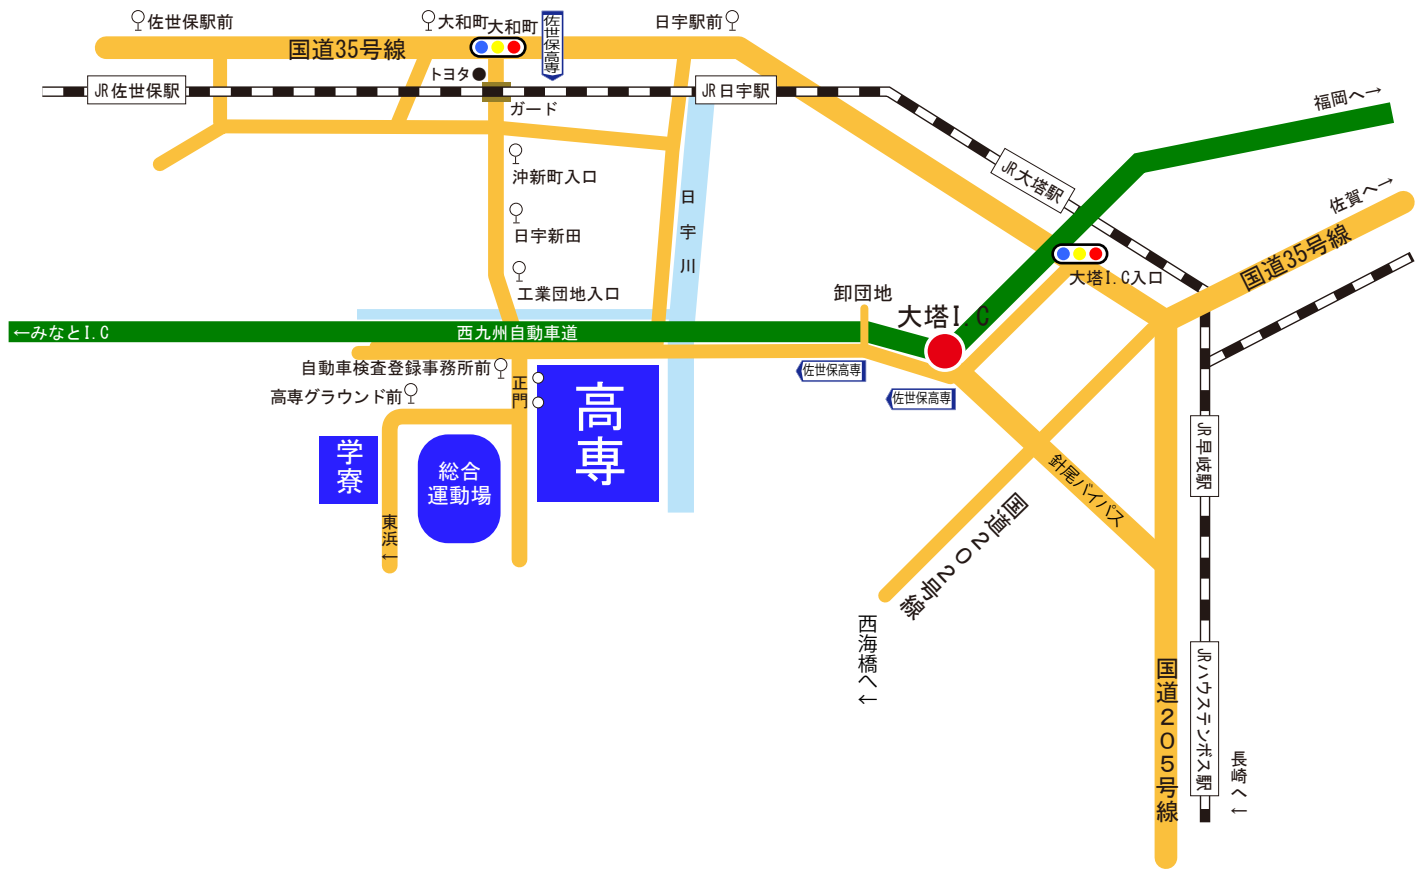 佐世保駅前
大和町
大和町
佐世保高専
日宇駅前
国道35号線
トヨタ
JR佐世保駅
JR日宇駅
ガード
福岡へ→
JR大塔駅
沖新町入口
佐賀へ→
日宇川
日宇新田
国道35号線
工業団地入口
大塔I.C入口
卸団地
大塔I.C
←みなとI.C
西九州自動車道
自動車検査登録事務所前
佐世保高専
正門
高専
高専グラウンド前
佐世保高専
学寮
総合
運動場
JR早岐駅
針尾バイパス
東浜←
国道202号線
西海橋へ←
国道205号線
JRハウステンボス駅
長崎へ←